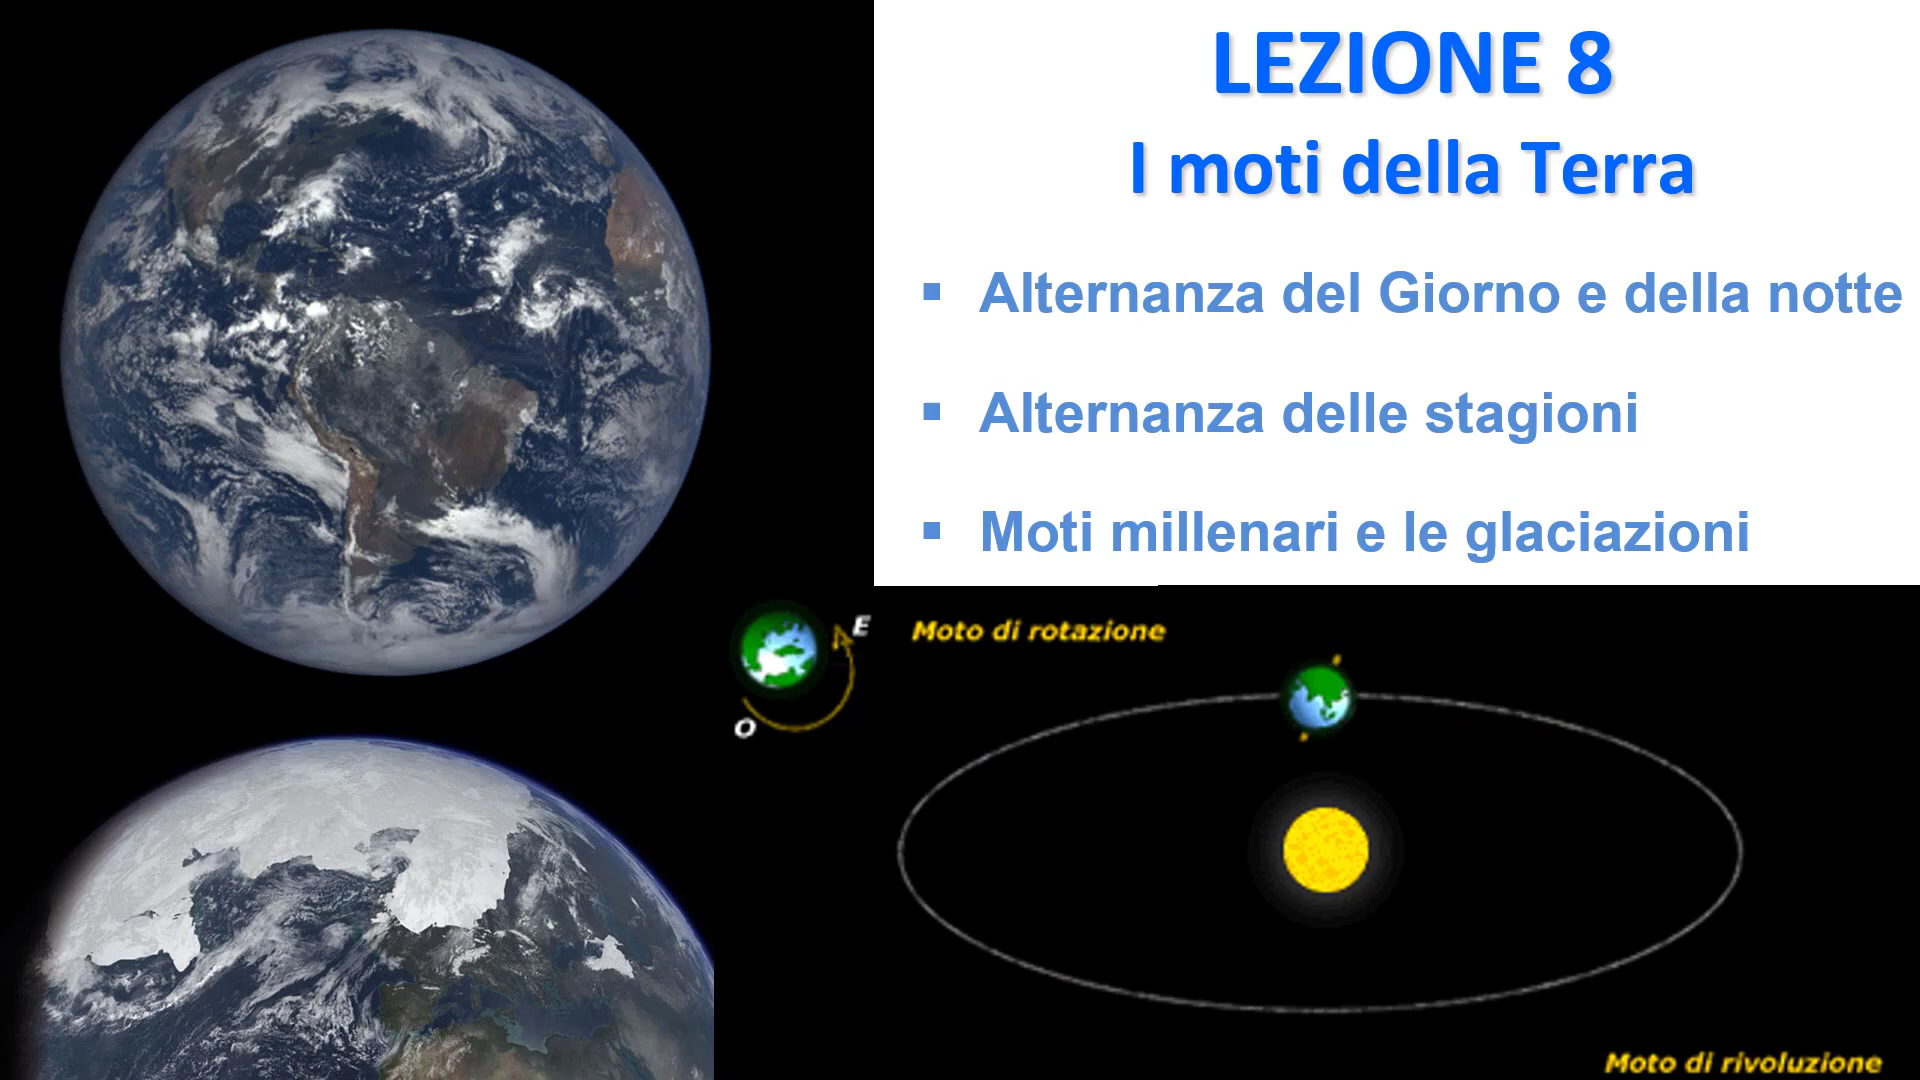 LEZIONE 8
I moti della Terra
▪ Alternanza del Giorno e della notte
▪ Alternanza delle stagioni
▪ Moti millenari e le glaciazioni
E
Moto di rotazione
O
Moto di rivoluzione